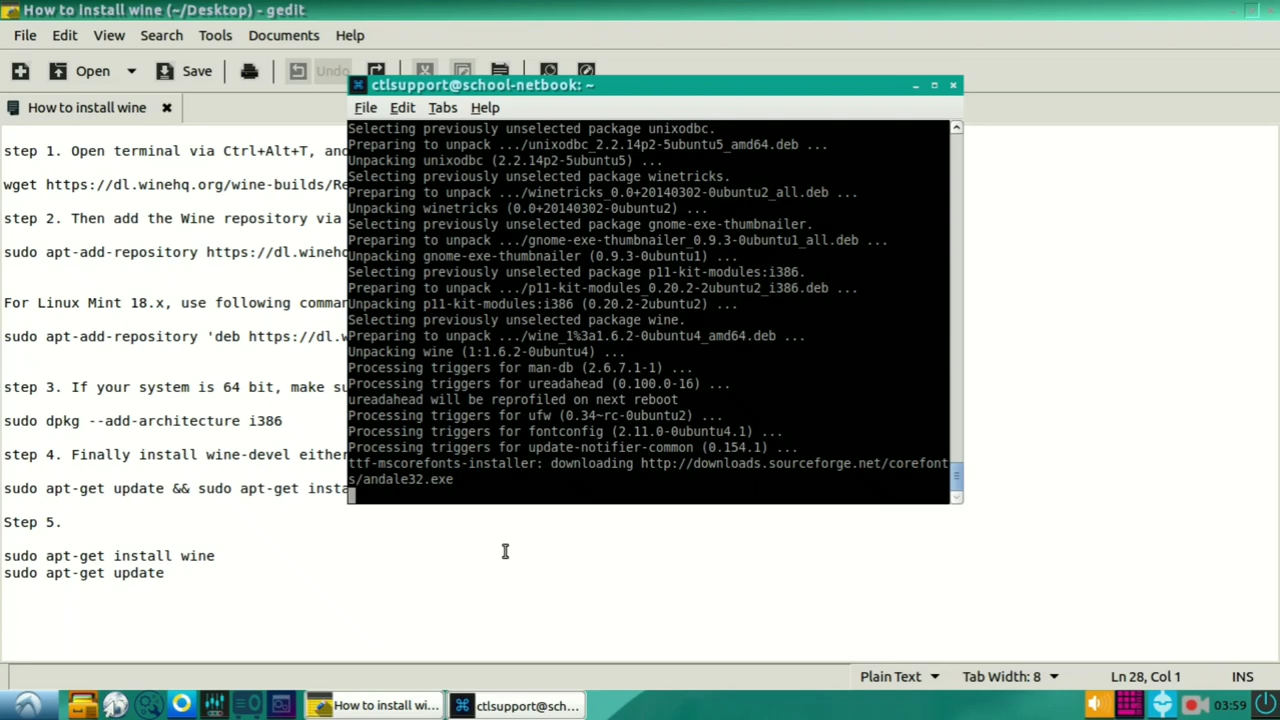 How to install wine (~/Desktop) - gedit
File Edit View Search Tools Documents Help
Open Save Undo
How to install wine
step 1. Open terminal via Ctrl+Alt+T, and
wget https://dl.winehq.org/wine-builds/Re
step 2. Then add the Wine repository via
sudo apt-add-repository https://dl.wineh
For Linux Mint 18.x, use following comman
sudo apt-add-repository 'deb https://dl.w
step 3. If your system is 64 bit, make su
sudo dpkg --add-architecture i386
step 4. Finally install wine-devel either
sudo apt-get update && sudo apt-get insta
Step 5.
sudo apt-get install wine
sudo apt-get update
ctlsupport@school-netbook: ~
File Edit Tabs Help
Selecting previously unselected package unixodbc.
Preparing to unpack .../unixodbc_2.2.14p2-5ubuntu5_amd64.deb ...
Unpacking unixodbc (2.2.14p2-5ubuntu5) ...
Selecting previously unselected package winetricks.
Preparing to unpack .../winetricks_0.0+20140302-0ubuntu2_all.deb ...
Unpacking winetricks (0.0+20140302-0ubuntu2) ...
Selecting previously unselected package gnome-exe-thumbnailer.
Preparing to unpack .../gnome-exe-thumbnailer_0.9.3-0ubuntu1_all.deb ...
Unpacking gnome-exe-thumbnailer (0.9.3-0ubuntu1) ...
Selecting previously unselected package p11-kit-modules:i386.
Preparing to unpack .../p11-kit-modules_0.20.2-2ubuntu2_i386.deb ...
Unpacking p11-kit-modules:i386 (0.20.2-2ubuntu2) ...
Selecting previously unselected package wine.
Preparing to unpack .../wine_1%3a1.6.2-0ubuntu4_amd64.deb ...
Unpacking wine (1:1.6.2-0ubuntu4) ...
Processing triggers for man-db (2.6.7.1-1) ...
Processing triggers for ureadahead (0.100.0-16) ...
ureadahead will be reprofiled on next reboot
Processing triggers for ufw (0.34~rc-0ubuntu2) ...
Processing triggers for fontconfig (2.11.0-0ubuntu4.1) ...
Processing triggers for update-notifier-common (0.154.1) ...
ttf-mscorefonts-installer: downloading http://downloads.sourceforge.net/corefont
s/andale32.exe
Plain Text Tab Width: 8 Ln 28, Col 1 INS
How to install wi... ctlsupport@sch... 03:59